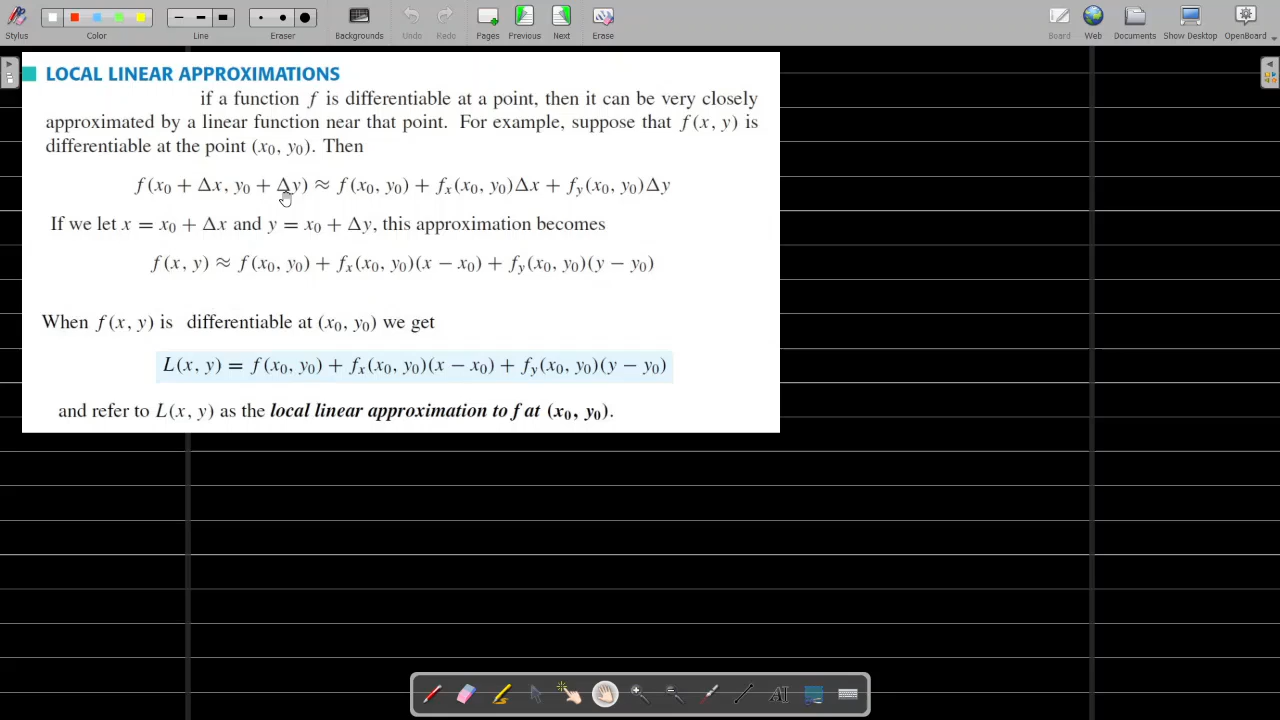 Stylus
Color
Line
Eraser
Backgrounds
Undo
Redo
Pages
Previous
Next
Erase
Board
Web
Documents
Show Desktop
OpenBoard
LOCAL LINEAR APPROXIMATIONS
if a function f is differentiable at a point, then it can be very closely
approximated by a linear function near that point. For example, suppose that f(x, y) is
differentiable at the point (x₀, y₀). Then
f(x₀ + Δx, y₀ + Δy) ≈ f(x₀, y₀) + fₓ(x₀, y₀)Δx + f_y(x₀, y₀)Δy
If we let x = x₀ + Δx and y = x₀ + Δy, this approximation becomes
f(x, y) ≈ f(x₀, y₀) + fₓ(x₀, y₀)(x − x₀) + f_y(x₀, y₀)(y − y₀)
When f(x, y) is differentiable at (x₀, y₀) we get
L(x, y) = f(x₀, y₀) + fₓ(x₀, y₀)(x − x₀) + f_y(x₀, y₀)(y − y₀)
and refer to L(x, y) as the local linear approximation to f at (x₀, y₀).
AI